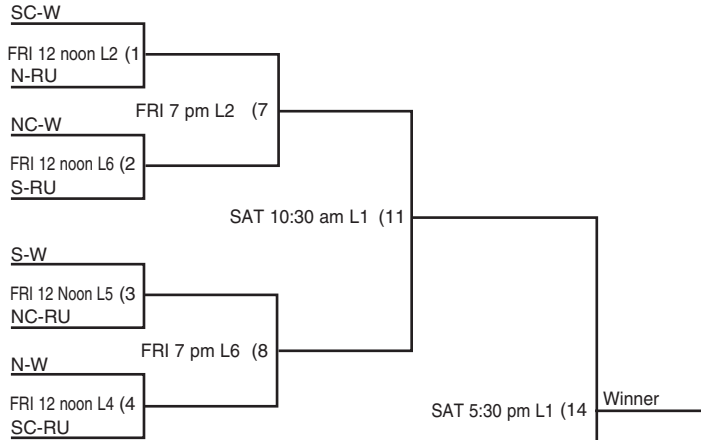 SC-W
FRI 12 noon L2 (1
N-RU
FRI 7 pm L2 (7
NC-W
FRI 12 noon L6 (2
S-RU
SAT 10:30 am L1 (11
S-W
FRI 12 Noon L5 (3
NC-RU
FRI 7 pm L6 (8
N-W
FRI 12 noon L4 (4
SC-RU
SAT 5:30 pm L1 (14
Winner